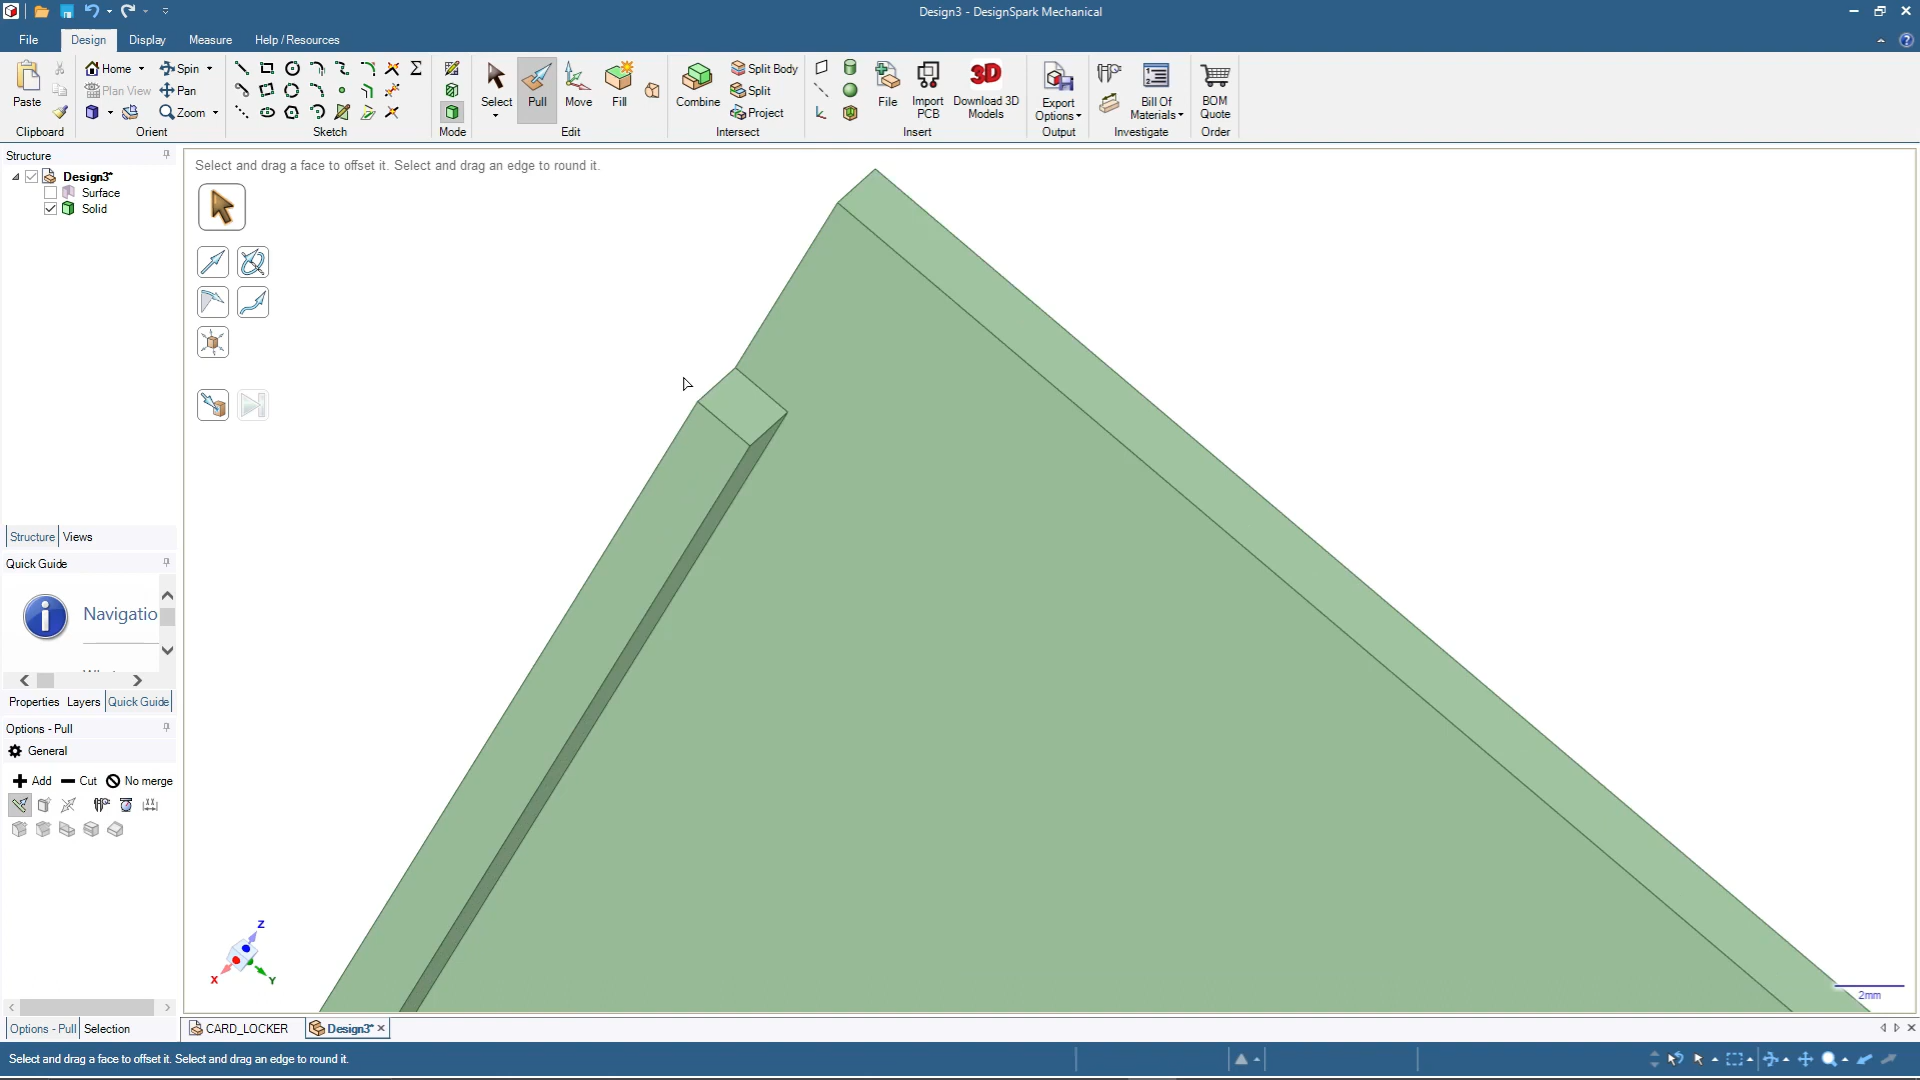 Design3 - DesignSpark Mechanical
File
Design
Display
Measure
Help / Resources
Paste
Home
Spin
Plan View
Pan
Zoom
Select
Pull
Move
Fill
Combine
Split Body
Split
Project
File
Import PCB
Download 3D Models
3D
Export Options
Bill Of Materials
BOM Quote
Clipboard
Orient
Sketch
Mode
Edit
Intersect
Insert
Output
Investigate
Order
Structure
Design3*
Surface
Solid
Select and drag a face to offset it. Select and drag an edge to round it.
Structure
Views
Quick Guide
Navigatio
Properties
Layers
Quick Guide
Options - Pull
General
Add
Cut
No merge
Z
X
Y
2mm
Options - Pull
Selection
CARD_LOCKER
Design3*
Select and drag a face to offset it. Select and drag an edge to round it.